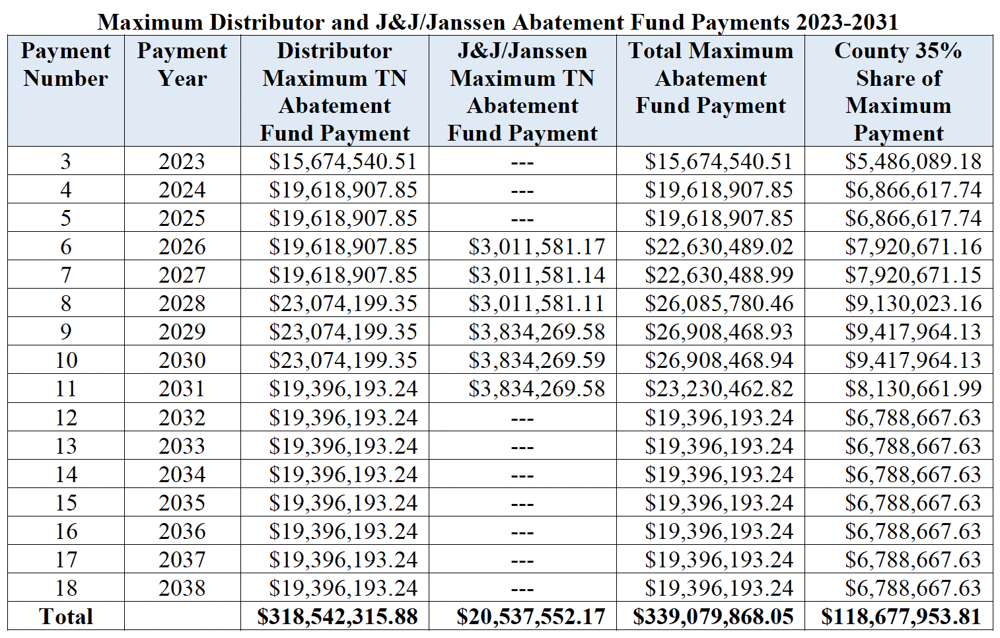 Maximum Distributor and J&J/Janssen Abatement Fund Payments 2023-2031
Payment Number Payment Year Distributor Maximum TN Abatement Fund Payment J&J/Janssen Maximum TN Abatement Fund Payment Total Maximum Abatement Fund Payment County 35% Share of Maximum Payment
3 2023 $15,674,540.51 --- $15,674,540.51 $5,486,089.18
4 2024 $19,618,907.85 --- $19,618,907.85 $6,866,617.74
5 2025 $19,618,907.85 --- $19,618,907.85 $6,866,617.74
6 2026 $19,618,907.85 $3,011,581.17 $22,630,489.02 $7,920,671.16
7 2027 $19,618,907.85 $3,011,581.14 $22,630,488.99 $7,920,671.15
8 2028 $23,074,199.35 $3,011,581.11 $26,085,780.46 $9,130,023.16
9 2029 $23,074,199.35 $3,834,269.58 $26,908,468.93 $9,417,964.13
10 2030 $23,074,199.35 $3,834,269.59 $26,908,468.94 $9,417,964.13
11 2031 $19,396,193.24 $3,834,269.58 $23,230,462.82 $8,130,661.99
12 2032 $19,396,193.24 --- $19,396,193.24 $6,788,667.63
13 2033 $19,396,193.24 --- $19,396,193.24 $6,788,667.63
14 2034 $19,396,193.24 --- $19,396,193.24 $6,788,667.63
15 2035 $19,396,193.24 --- $19,396,193.24 $6,788,667.63
16 2036 $19,396,193.24 --- $19,396,193.24 $6,788,667.63
17 2037 $19,396,193.24 --- $19,396,193.24 $6,788,667.63
18 2038 $19,396,193.24 --- $19,396,193.24 $6,788,667.63
Total $318,542,315.88 $20,537,552.17 $339,079,868.05 $118,677,953.81